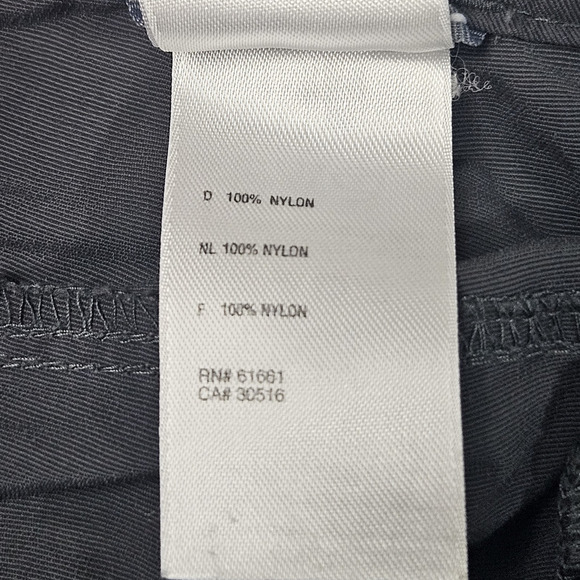 D 100% NYLON
NL 100% NYLON
F 100% NYLON
RN# 61661
CA# 30516